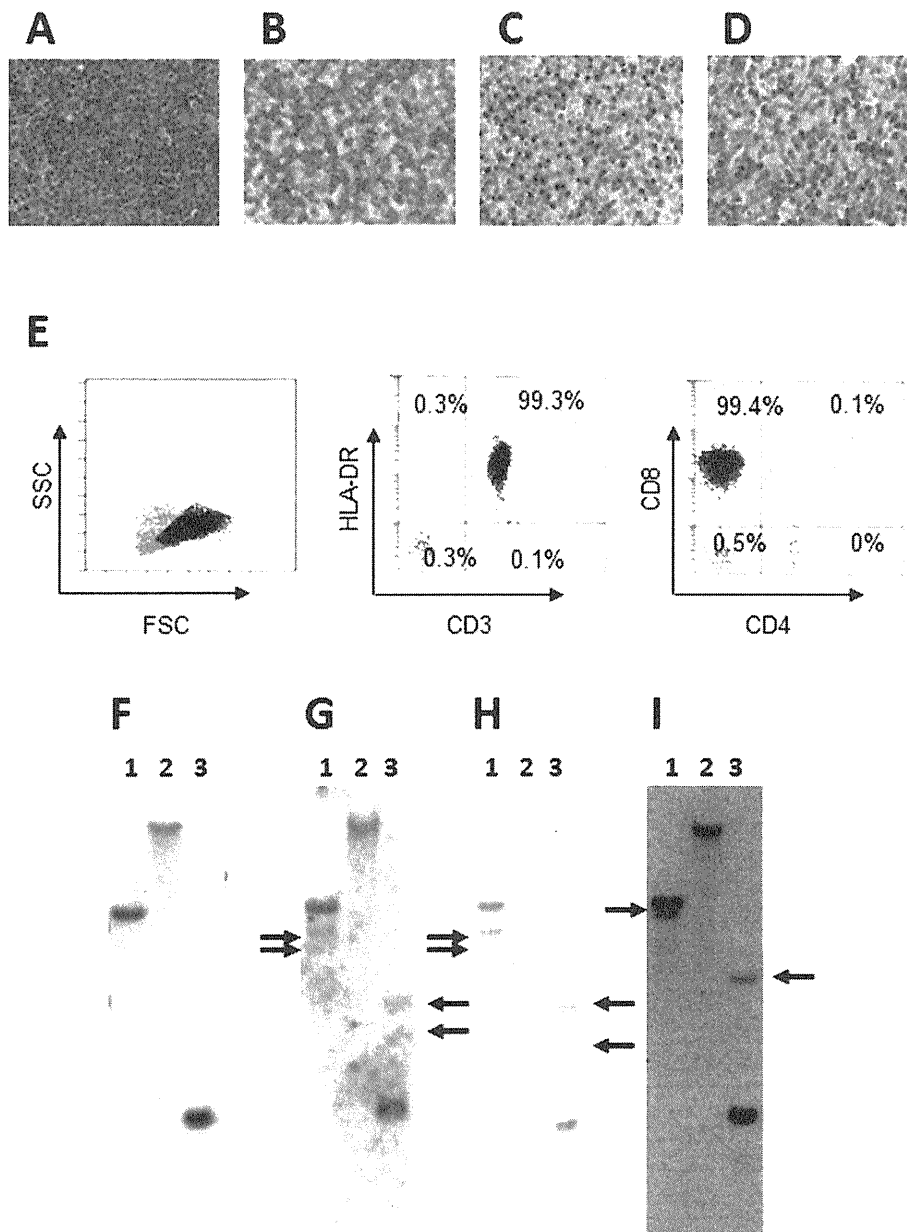 A B C D
E
SSC
FSC
0.3% 99.3%
0.3% 0.1%
HLA-DR
CD3
99.4% 0.1%
0.5% 0%
CD8
CD4
F G H I
1 2 3 1 2 3 1 2 3 1 2 3